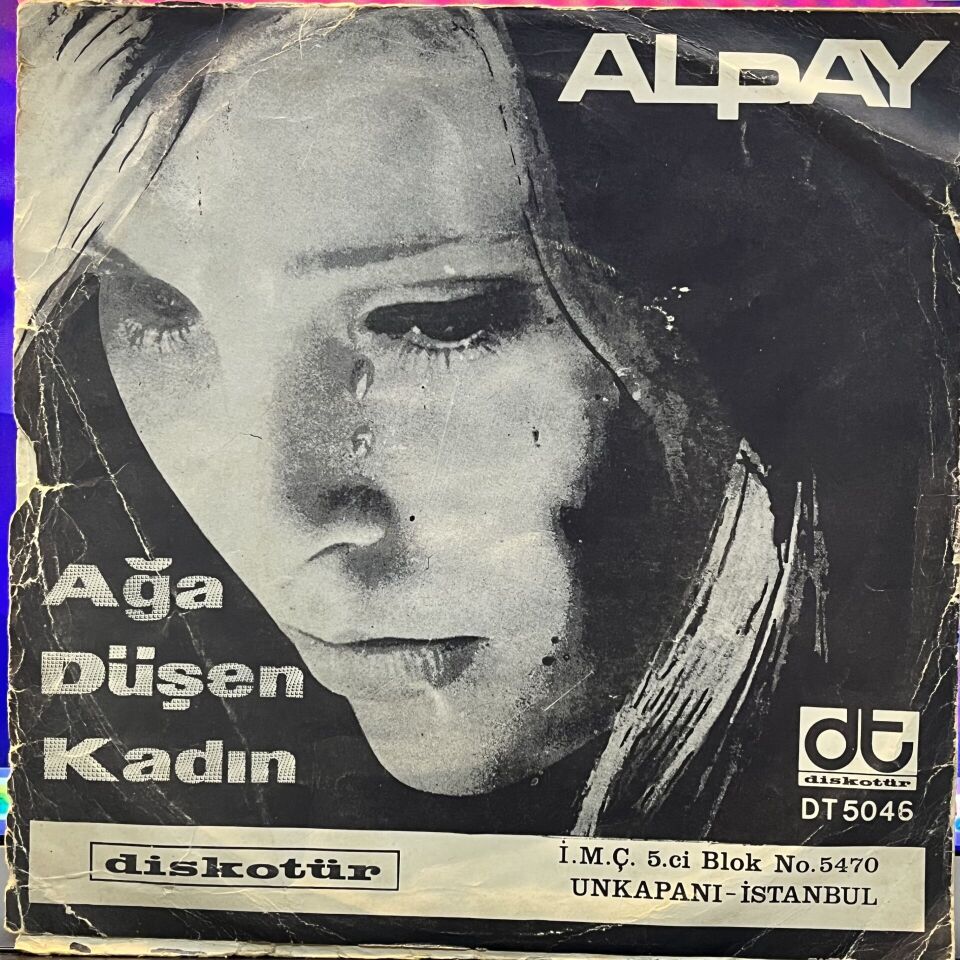 ALPAY
Ağa
Düşen
Kadın
dt
diskotür
DT 5046
diskotür
İ.M.Ç. 5.ci Blok No.5470
UNKAPANI-İSTANBUL